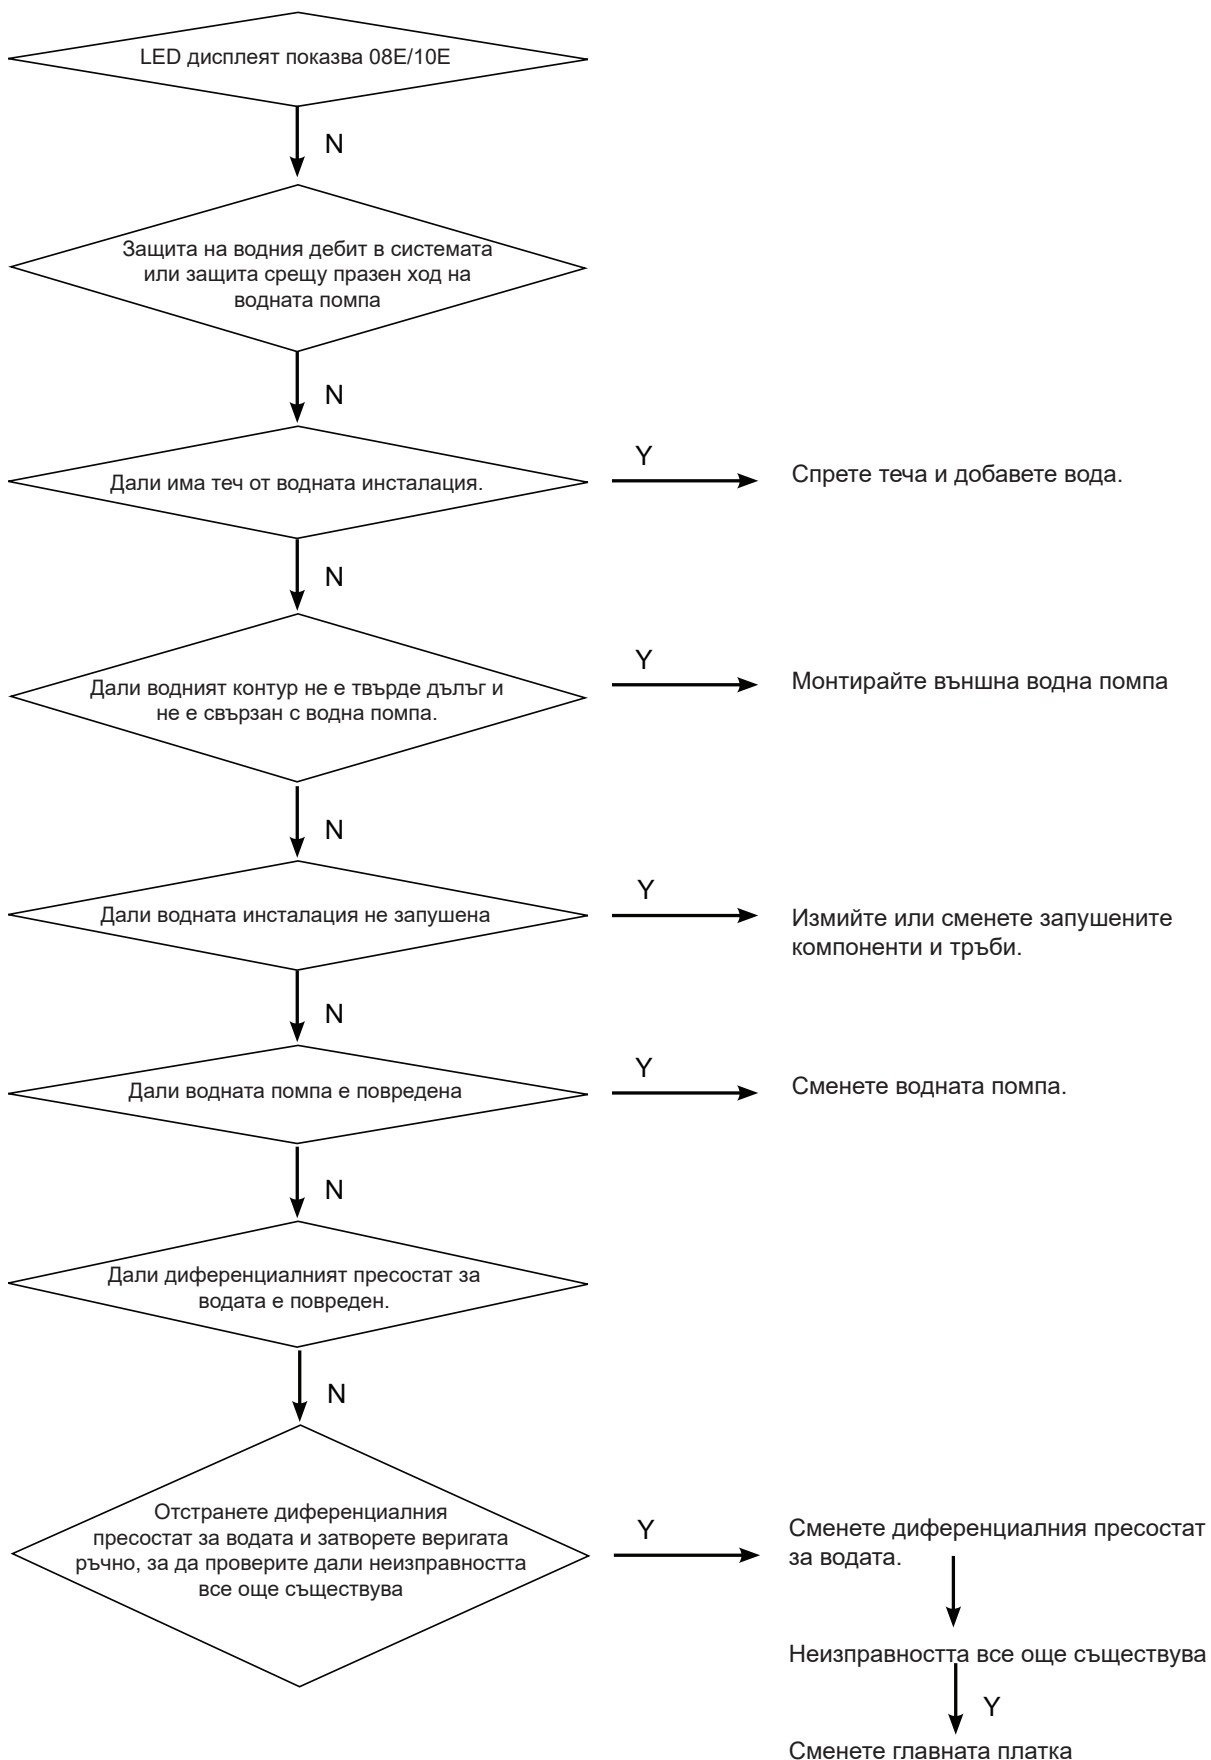 LED дисплеят показва 08E/10E
N
Защита на водния дебит в системата
или защита срещу празен ход на
водната помпа
N
Дали има теч от водната инсталация.
Y
Спрете теча и добавете вода.
N
Дали водният контур не е твърде дълъг и
не е свързан с водна помпа.
Y
Монтирайте външна водна помпа
N
Дали водната инсталация не запушена
Y
Измийте или сменете запушените
компоненти и тръби.
N
Дали водната помпа е повредена
Y
Сменете водната помпа.
N
Дали диференциалният пресостат за
водата е повреден.
N
Отстранете диференциалния
пресостат за водата и затворете веригата
ръчно, за да проверите дали неизправността
все още съществува
Y
Сменете диференциалния пресостат
за водата.
Неизправността все още съществува
Y
Сменете главната платка